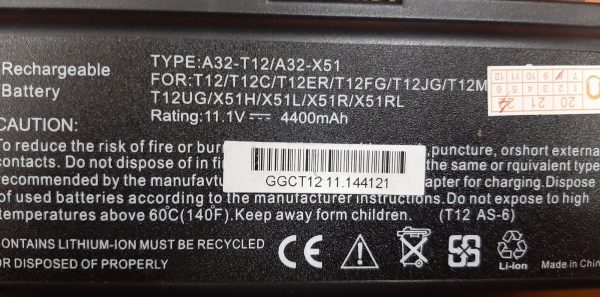 Rechargeable
Battery
TYPE:A32-T12/A32-X51
FOR:T12/T12C/T12ER/T12FG/T12JG/T12M
T12UG/X51H/X51L/X51R/X51RL
Rating:11.1V 4400mAh
CAUTION:
To reduce the risk of fire or bur ,puncture, orshort externa
contacts. Do not dispose of in fire the same or rquivalent type
recommended by the manufavtu apter for charging.Dispose
of used batteries according to the manufacturer instructions.Do not expose to high
temperatures above 60C(140F).Keep away form children. (T12 AS-6)
GGCT12 11.144121
CONTAINS LITHIUM-ION MUST BE RECYCLED
OR DISPOSED OF PROPERLY.
CE
Li-ion
20 21